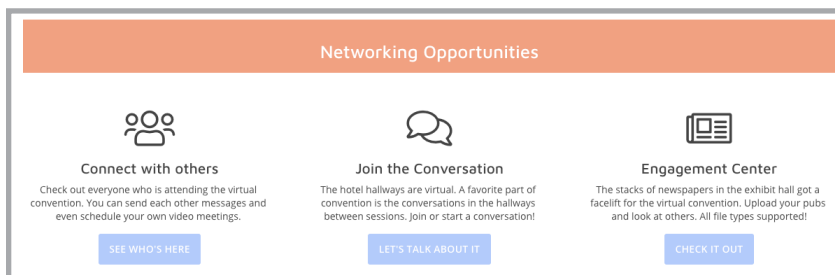 Networking Opportunities
Connect with others
Check out everyone who is attending the virtual
convention. You can send each other messages and
even schedule your own video meetings.
SEE WHO'S HERE
Join the Conversation
The hotel hallways are virtual. A favorite part of
convention is the conversations in the hallways
between sessions. Join or start a conversation!
LET'S TALK ABOUT IT
Engagement Center
The stacks of newspapers in the exhibit hall got a
facelift for the virtual convention. Upload your pubs
and look at others. All file types supported!
CHECK IT OUT